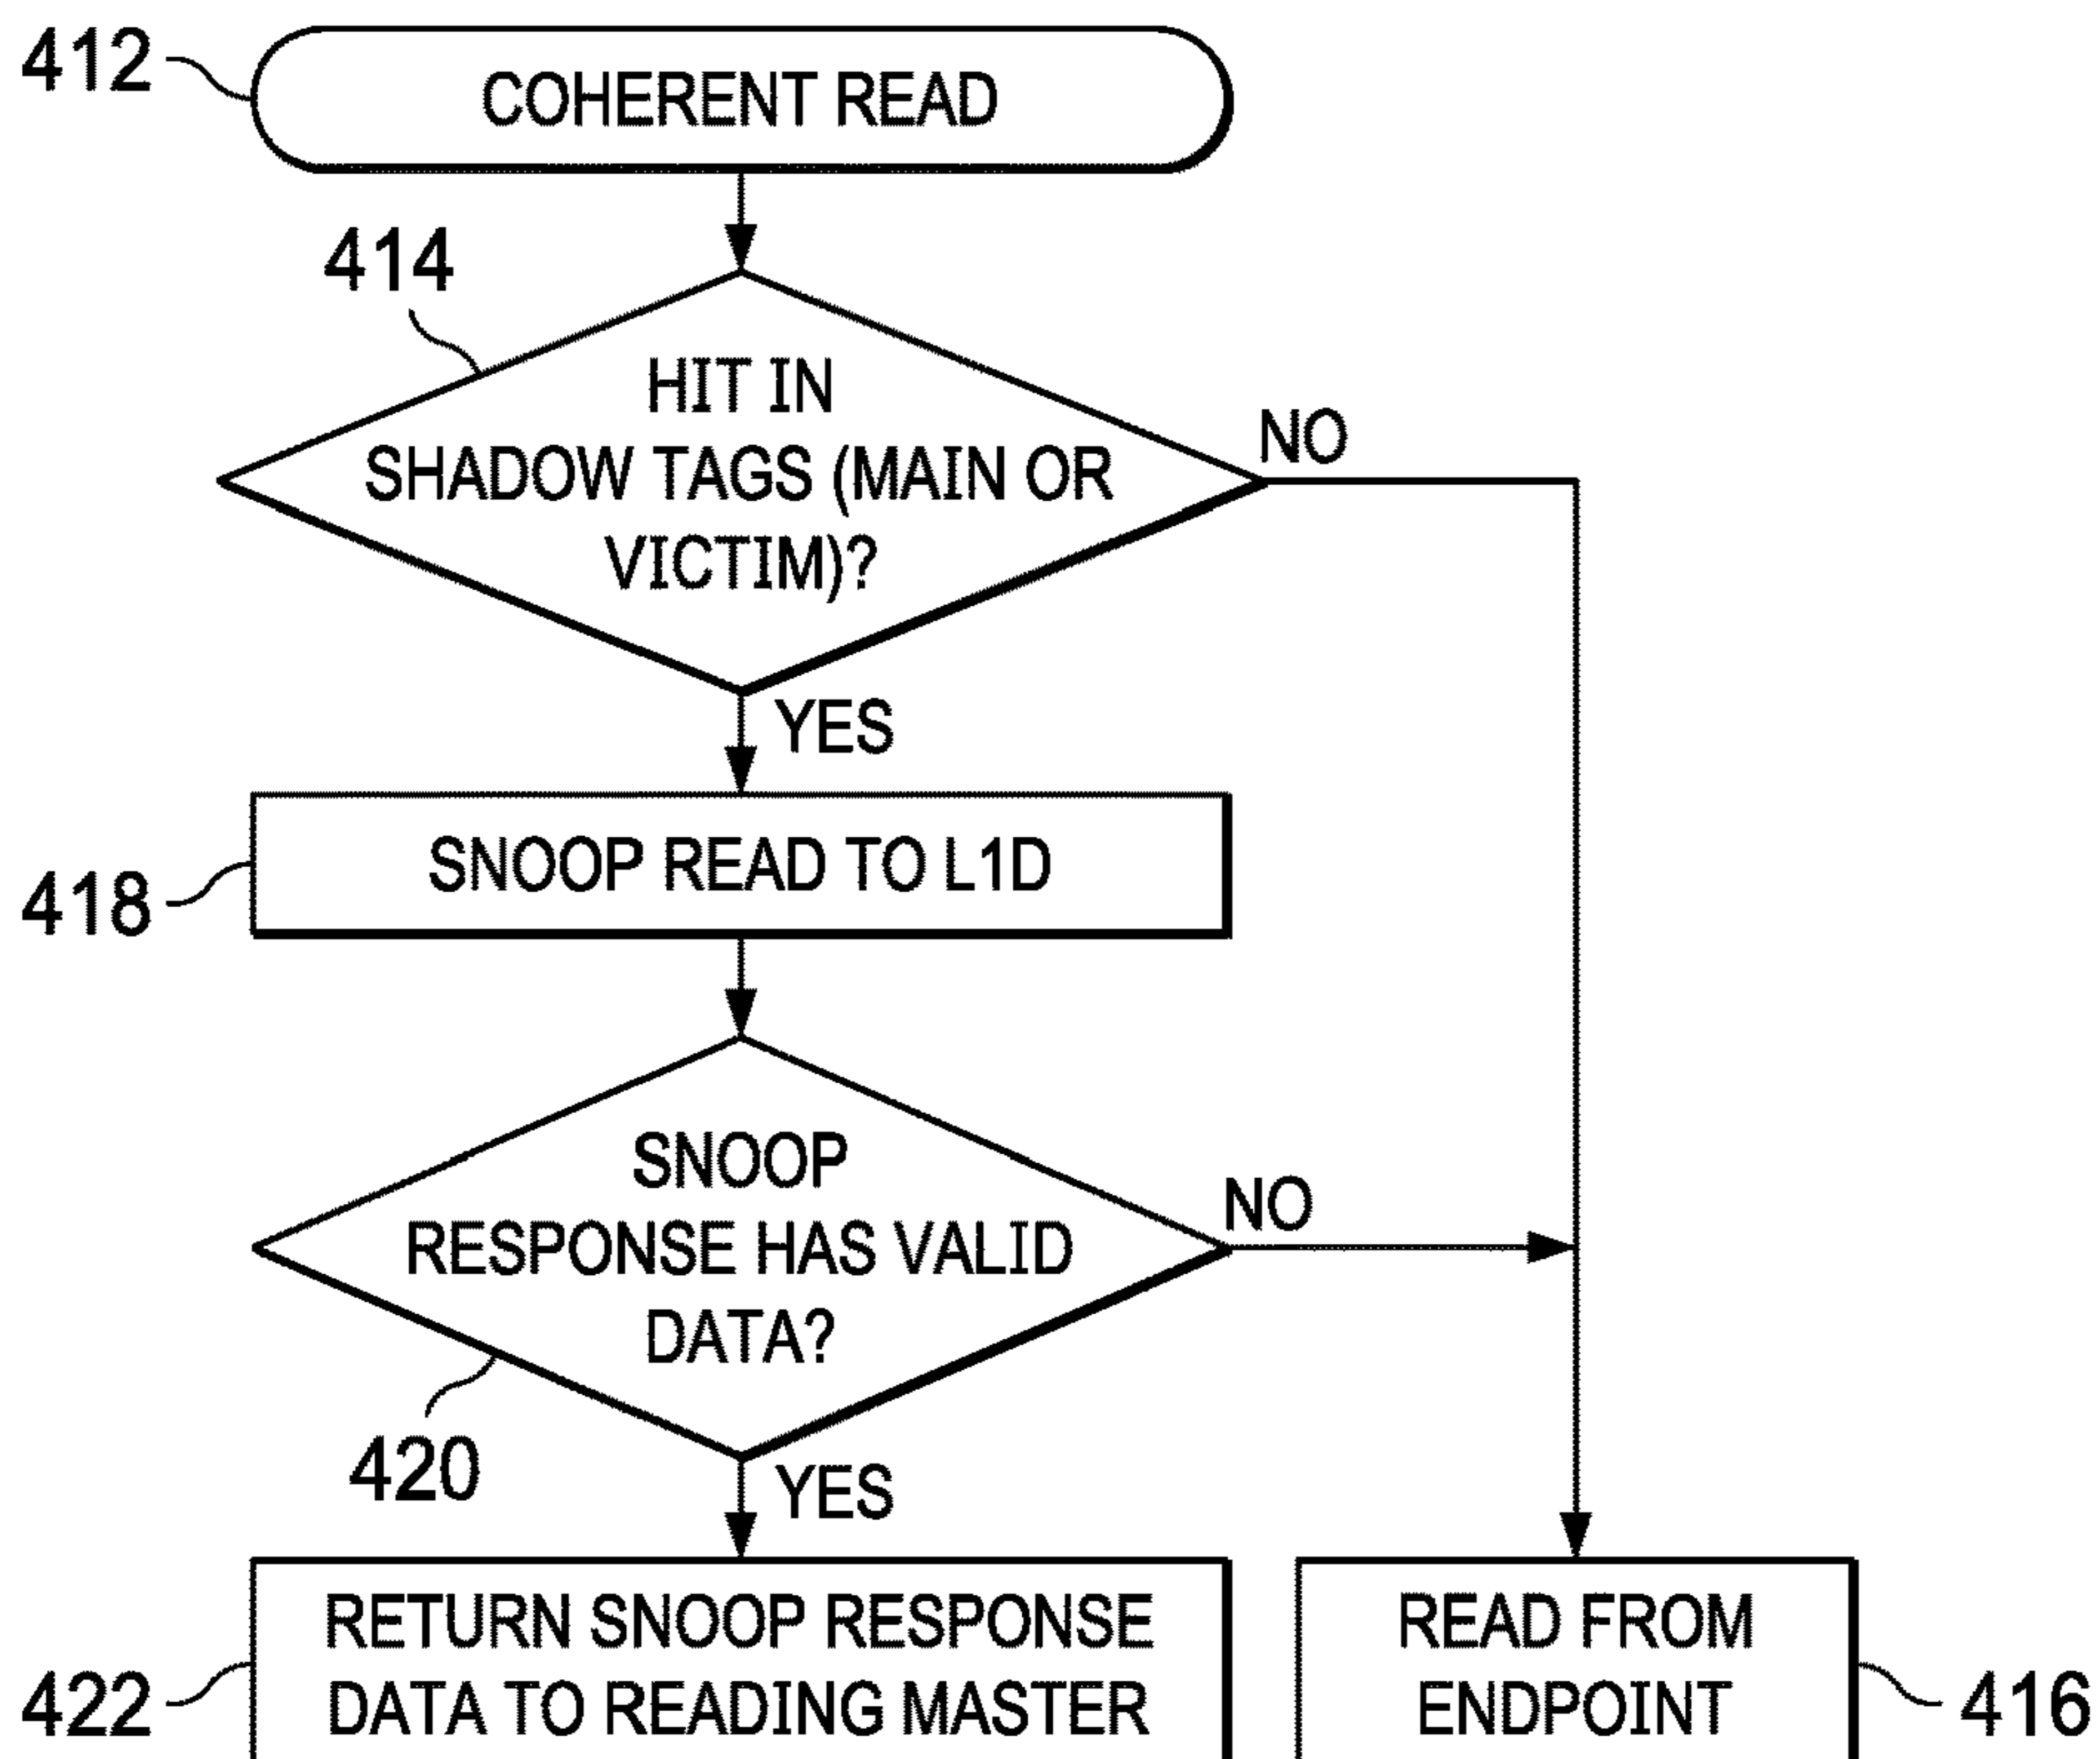 412
COHERENT READ
414
HIT IN
SHADOW TAGS (MAIN OR
VICTIM)?
NO
YES
418
SNOOP READ TO L1D
SNOOP
RESPONSE HAS VALID
DATA?
NO
420
YES
422
RETURN SNOOP RESPONSE
DATA TO READING MASTER
READ FROM
ENDPOINT
416